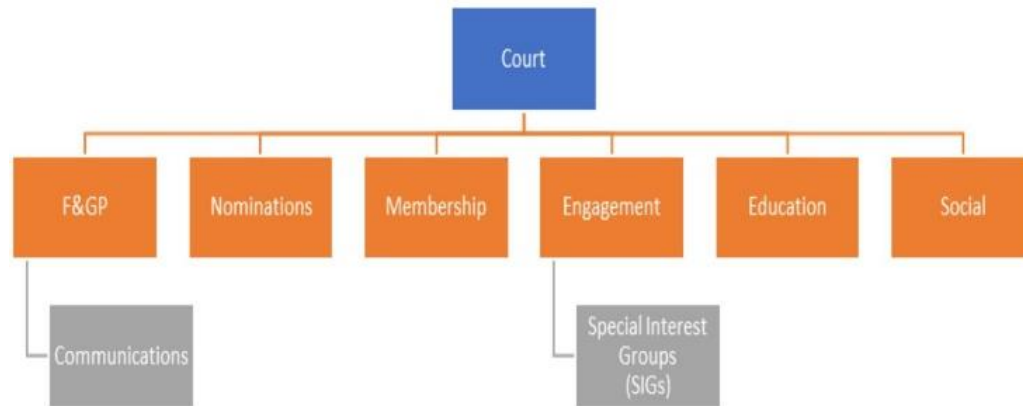 Court
F&GP
Nominations
Membership
Engagement
Education
Social
Communications
Special Interest
Groups
(SIGs)